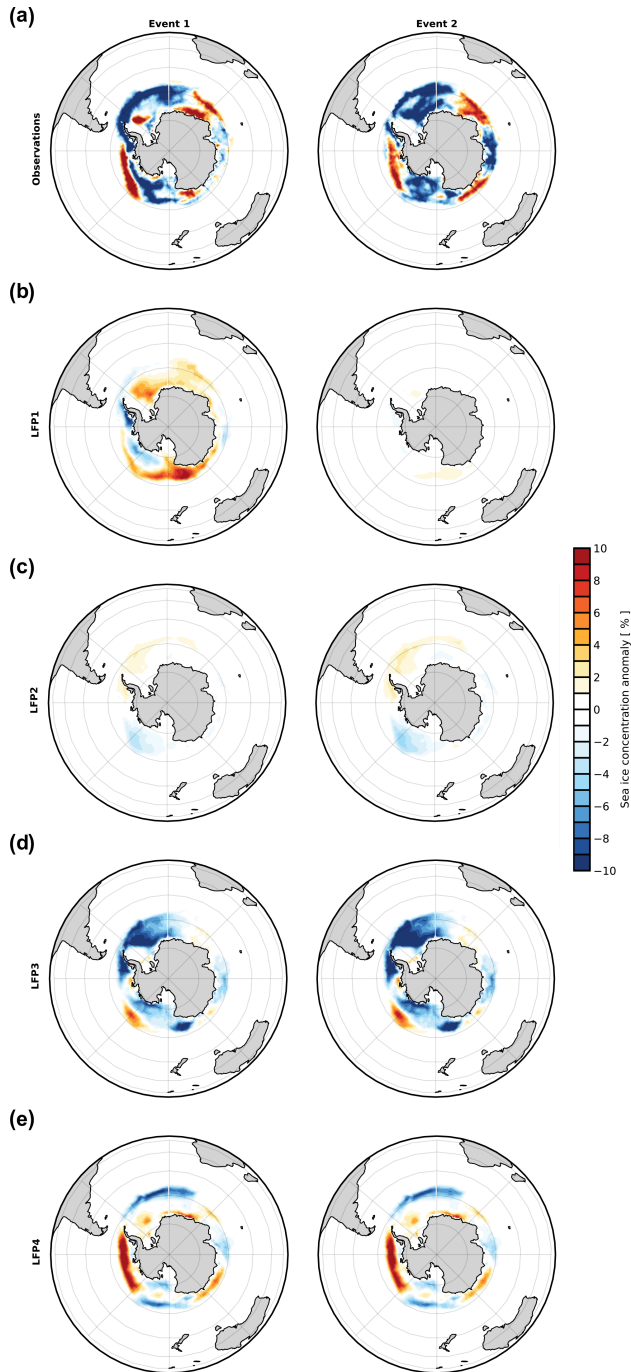 (a)
Event 1
Event 2
Observations
(b)
LFP1
(c)
LFP2
10
8
6
4
2
0
−2
−4
−6
−8
−10
Sea ice concentration anomaly [ % ]
(d)
LFP3
(e)
LFP4